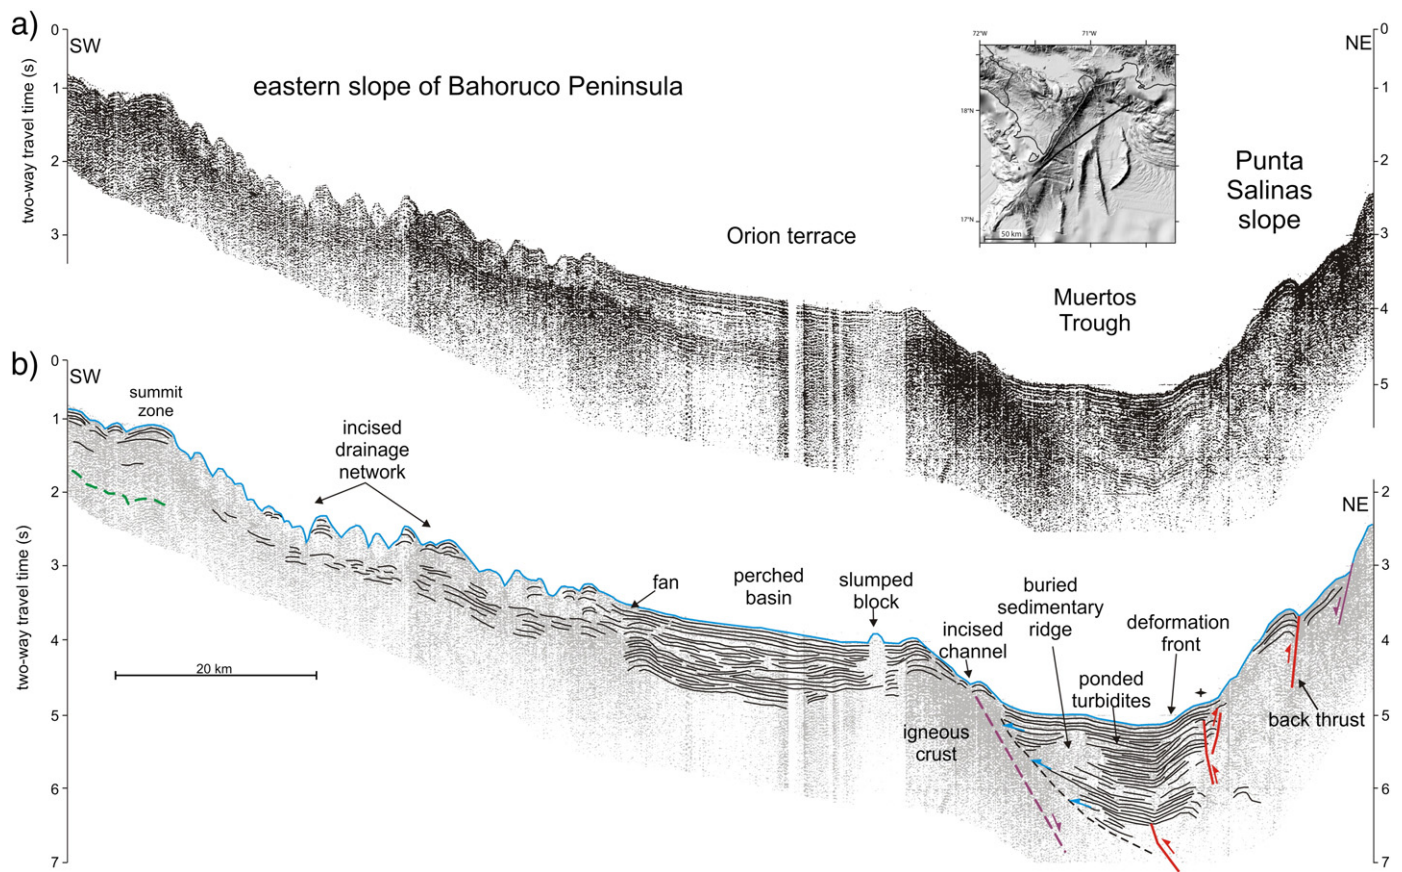 a)
0
SW
1
2
3
two-way travel time (s)
eastern slope of Bahoruco Peninsula
Orion terrace
72°W
71°W
18°N
17°N
50 km
Muertos
Trough
Punta
Salinas
slope
0
NE
1
2
3
4
5
b)
0
SW
1
2
3
4
5
6
7
two-way travel time (s)
summit
zone
incised
drainage
network
20 km
fan
perched
basin
slumped
block
incised
channel
igneous
crust
buried
sedimentary
ridge
ponded
turbidites
deformation
front
back thrust
2
NE
3
4
5
6
7